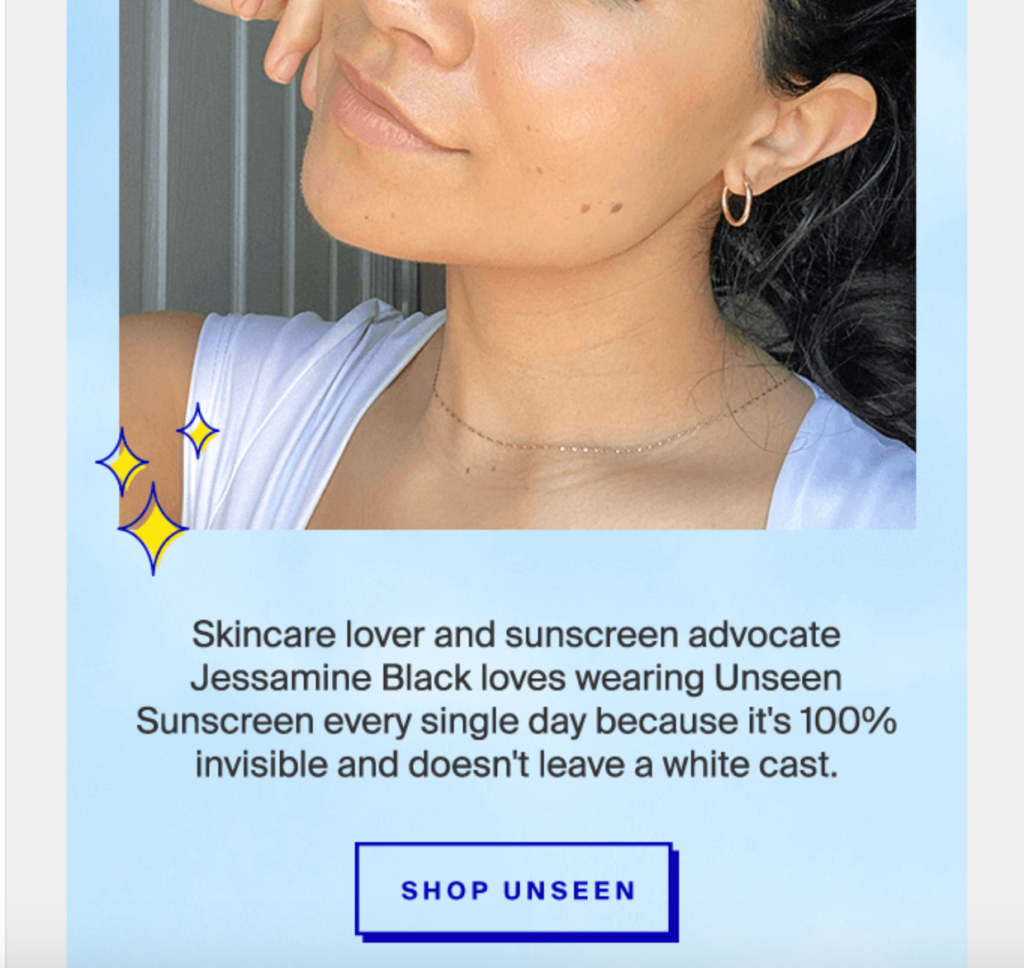 Skincare lover and sunscreen advocate
Jessamine Black loves wearing Unseen
Sunscreen every single day because it's 100%
invisible and doesn't leave a white cast.
SHOP UNSEEN